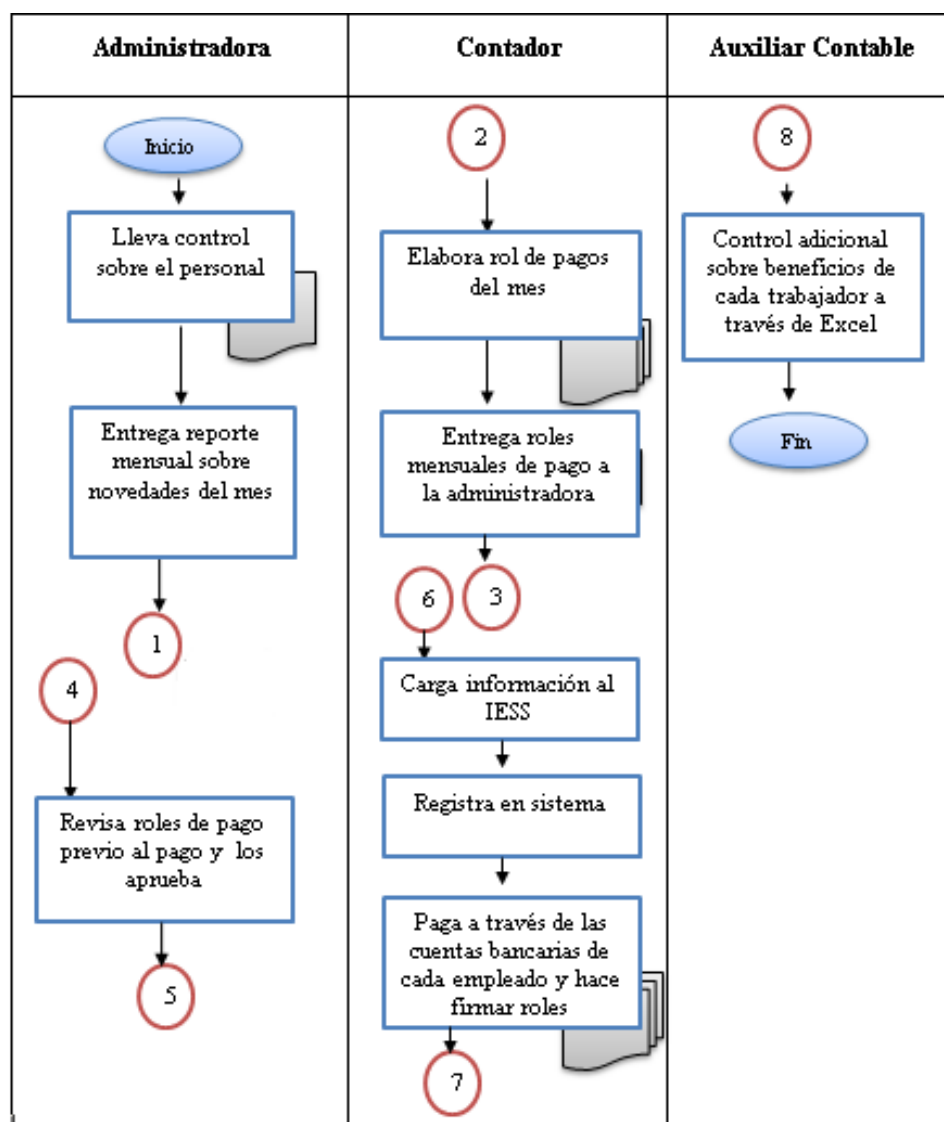 Administradora
Contador
Auxiliar Contable
Inicio
Lleva control
sobre el personal
Entrega reporte
mensual sobre
novedades del mes
1
4
Revisa roles de pago
previo al pago y los
aprueba
5
2
Elabora rol de pagos
del mes
Entrega roles
mensuales de pago a
la administradora
6
3
Carga información al
IESS
Registra en sistema
Paga a través de las
cuentas bancarias de
cada empleado y hace
firmar roles
7
8
Control adicional
sobre beneficios de
cada trabajador a
través de Excel
Fin